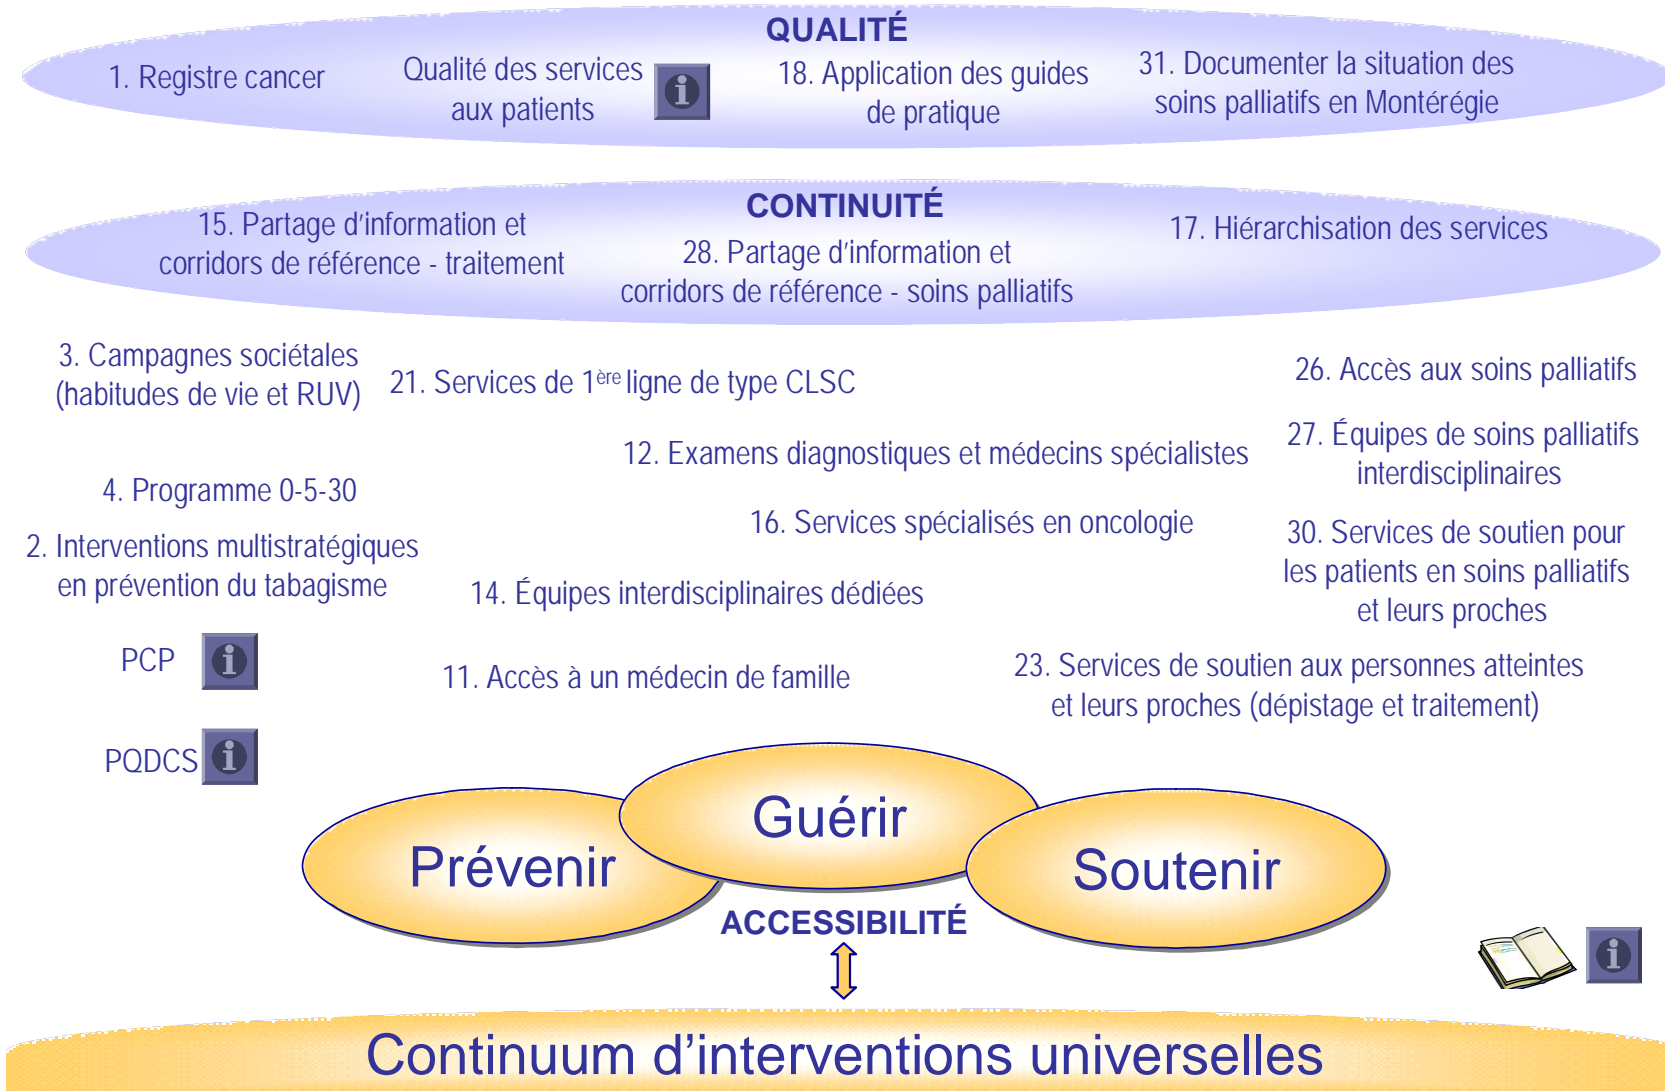 QUALITÉ
1. Registre cancer
Qualité des services
aux patients
18. Application des guides
de pratique
31. Documenter la situation des
soins palliatifs en Montérégie
CONTINUITÉ
15. Partage d'information et
corridors de référence - traitement
28. Partage d'information et
corridors de référence - soins palliatifs
17. Hiérarchisation des services
3. Campagnes sociétales
(habitudes de vie et RUV)
21. Services de 1ère ligne de type CLSC
26. Accès aux soins palliatifs
12. Examens diagnostiques et médecins spécialistes
27. Équipes de soins palliatifs
interdisciplinaires
4. Programme 0-5-30
16. Services spécialisés en oncologie
2. Interventions multistratégiques
en prévention du tabagisme
30. Services de soutien pour
les patients en soins palliatifs
et leurs proches
14. Équipes interdisciplinaires dédiées
PCP
11. Accès à un médecin de famille
23. Services de soutien aux personnes atteintes
et leurs proches (dépistage et traitement)
PQDCS
Prévenir
Guérir
Soutenir
ACCESSIBILITÉ
Continuum d'interventions universelles